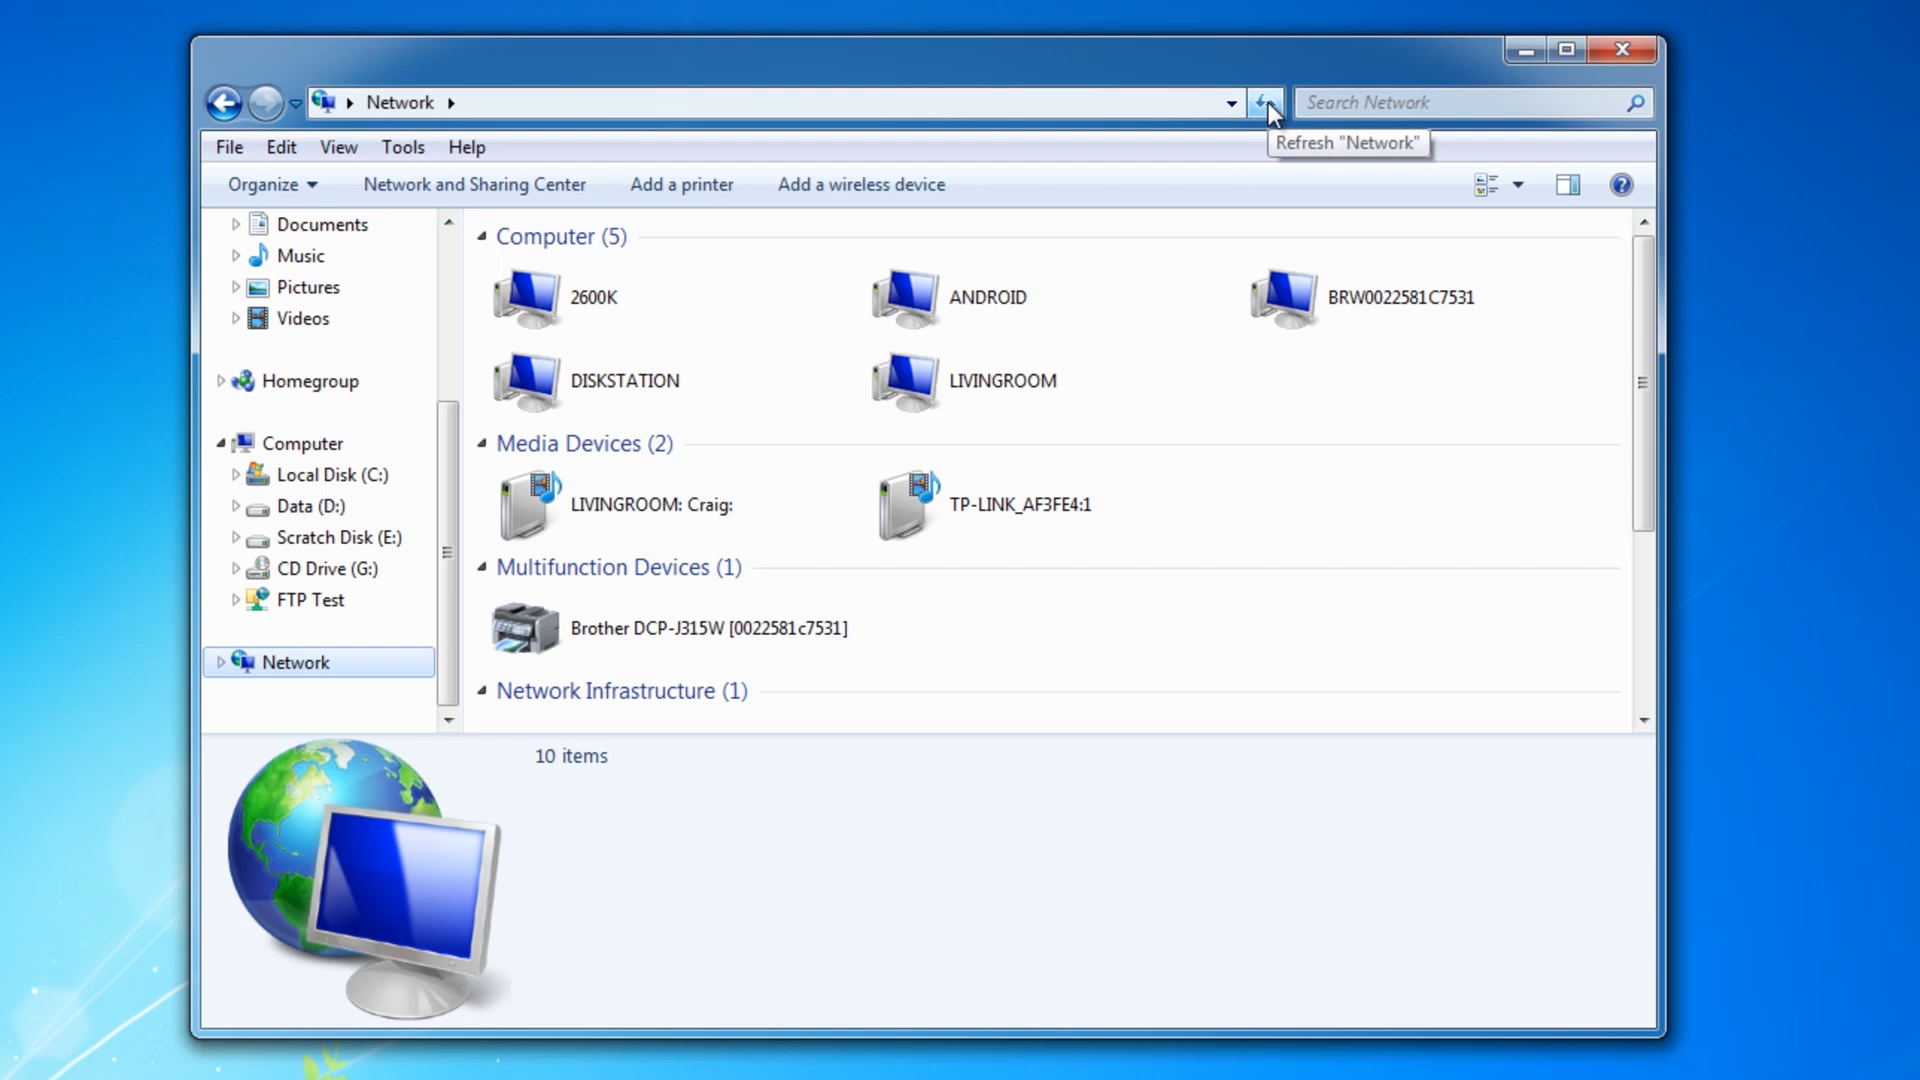 Network
Search Network
Refresh "Network"
File Edit View Tools Help
Organize Network and Sharing Center Add a printer Add a wireless device
Documents
Music
Pictures
Videos
Homegroup
Computer
Local Disk (C:)
Data (D:)
Scratch Disk (E:)
CD Drive (G:)
FTP Test
Network
Computer (5)
2600K
ANDROID
BRW0022581C7531
DISKSTATION
LIVINGROOM
Media Devices (2)
LIVINGROOM: Craig:
TP-LINK_AF3FE4:1
Multifunction Devices (1)
Brother DCP-J315W [0022581c7531]
Network Infrastructure (1)
10 items